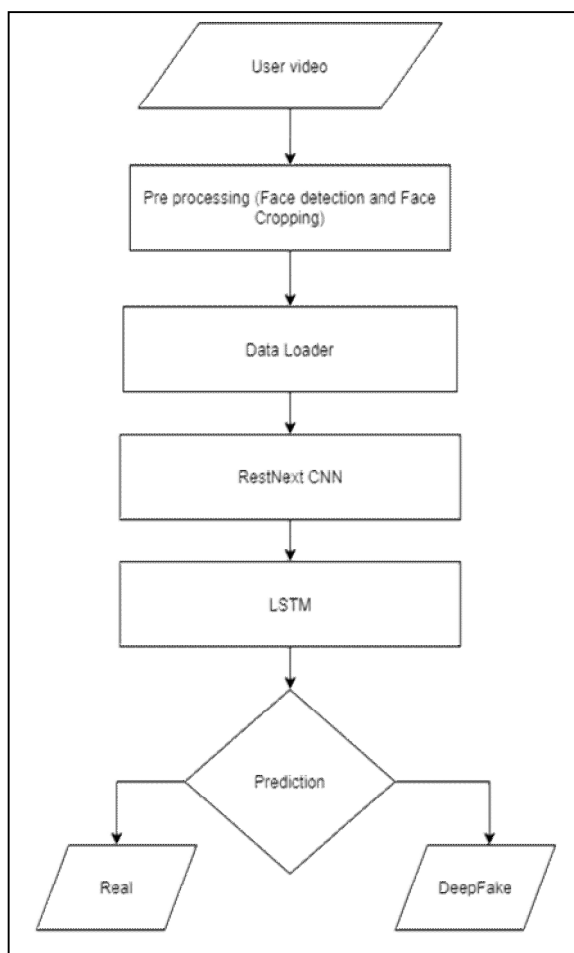 User video
Pre processing (Face detection and Face
Cropping)
Data Loader
RestNext CNN
LSTM
Prediction
Real
DeepFake